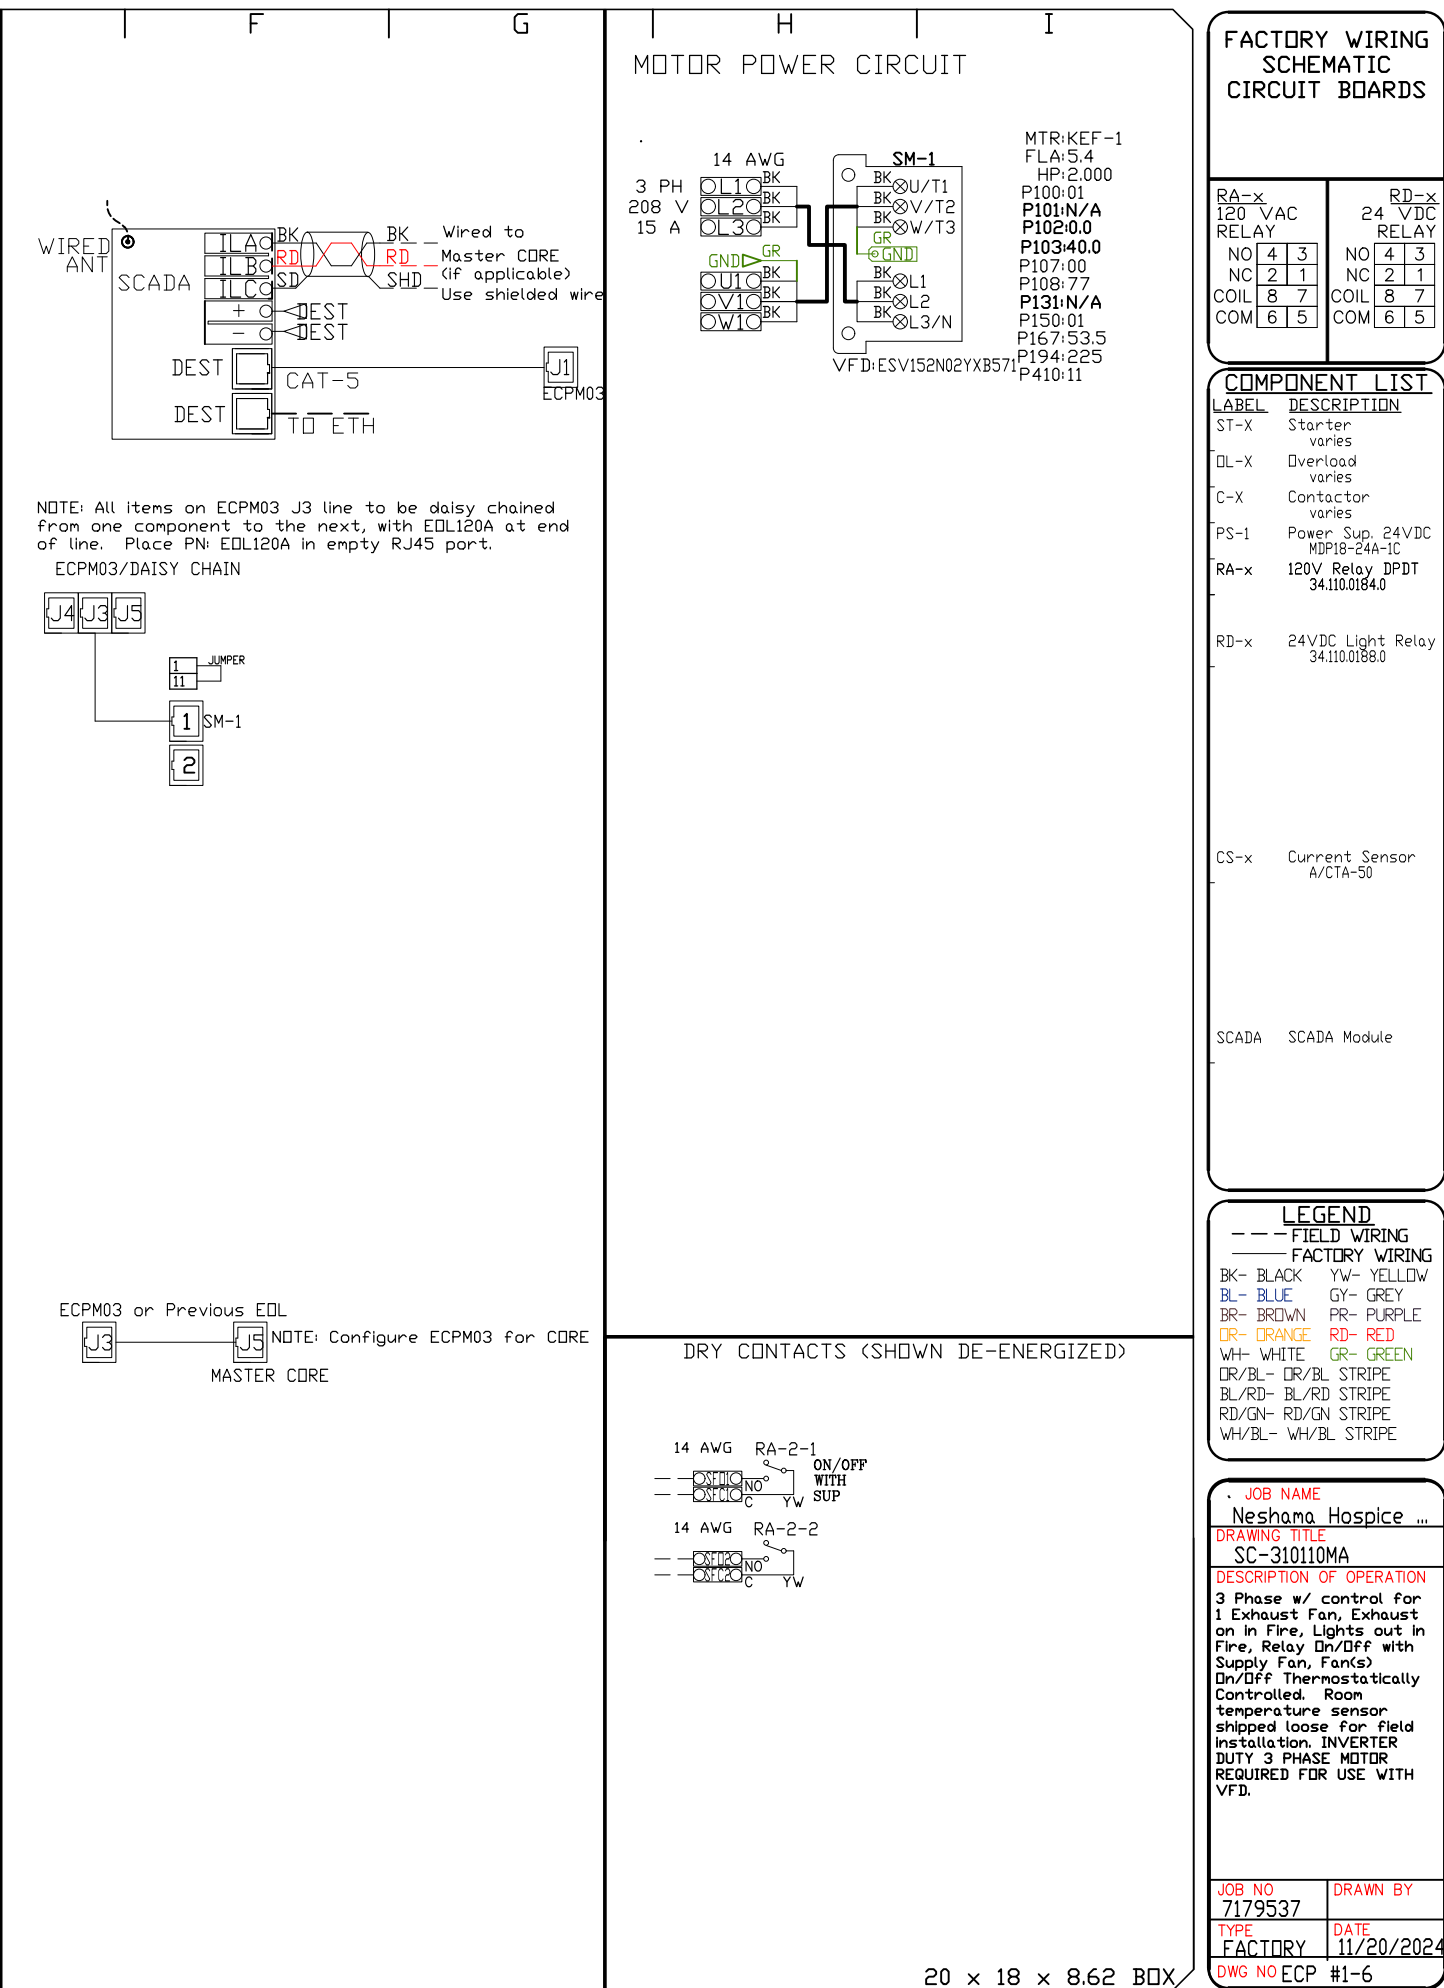 F
G
H
I
WIRED
ANT
SCADA
ILA
ILB
ILC
+
-
BK
RD
SD
BK
RD
SHD
Wired to
Master CORE
(if applicable)
Use shielded wire
DEST
DEST
DEST
CAT-5
J1
ECPM03
DEST
TO ETH
NOTE: All items on ECPM03 J3 line to be daisy chained
from one component to the next, with EOL120A at end
of line. Place PN: EOL120A in empty RJ45 port.
ECPM03/DAISY CHAIN
J4 J3 J5
1
11
JUMPER
1 SM-1
2
ECPM03 or Previous EOL
J3
J5
NOTE: Configure ECPM03 for CORE
MASTER CORE
MOTOR POWER CIRCUIT
14 AWG
3 PH
208 V
15 A
L1 BK
L2 BK
L3 BK
GND GR
U1 BK
V1 BK
W1 BK
SM-1
BK U/T1
BK V/T2
BK W/T3
GR
GND
BK L1
BK L2
BK L3/N
VFD:ESV152N02YXB571
MTR:KEF-1
FLA:5.4
HP:2.000
P100:01
P101:N/A
P102:0.0
P103:40.0
P107:00
P108:77
P131:N/A
P150:01
P167:53.5
P194:225
P410:11
DRY CONTACTS (SHOWN DE-ENERGIZED)
14 AWG RA-2-1
SFO1 NO
SFC1 C YW
ON/OFF
WITH
SUP
14 AWG RA-2-2
SFO2 NO
SFC2 C YW
20 x 18 x 8.62 BOX
FACTORY WIRING
SCHEMATIC
CIRCUIT BOARDS
RA-x
120 VAC
RELAY
NO 4 3
NC 2 1
COIL 8 7
COM 6 5
RD-x
24 VDC
RELAY
NO 4 3
NC 2 1
COIL 8 7
COM 6 5
COMPONENT LIST
LABEL DESCRIPTION
ST-X Starter
varies
OL-X Overload
varies
C-X Contactor
varies
PS-1 Power Sup. 24VDC
MDP18-24A-1C
RA-x 120V Relay DPDT
34.110.0184.0
RD-x 24VDC Light Relay
34.110.0188.0
CS-x Current Sensor
A/CTA-50
SCADA SCADA Module
LEGEND
FIELD WIRING
FACTORY WIRING
BK- BLACK YW- YELLOW
BL- BLUE GY- GREY
BR- BROWN PR- PURPLE
OR- ORANGE RD- RED
WH- WHITE GR- GREEN
OR/BL- OR/BL STRIPE
BL/RD- BL/RD STRIPE
RD/GN- RD/GN STRIPE
WH/BL- WH/BL STRIPE
JOB NAME
Neshama Hospice ...
DRAWING TITLE
SC-310110MA
DESCRIPTION OF OPERATION
3 Phase w/ control for
1 Exhaust Fan, Exhaust
on in Fire, Lights out in
Fire, Relay On/Off with
Supply Fan, Fan(s)
On/Off Thermostatically
Controlled. Room
temperature sensor
shipped loose for field
installation. INVERTER
DUTY 3 PHASE MOTOR
REQUIRED FOR USE WITH
VFD.
JOB NO
7179537
DRAWN BY
TYPE
FACTORY
DATE
11/20/2024
DWG NO ECP #1-6